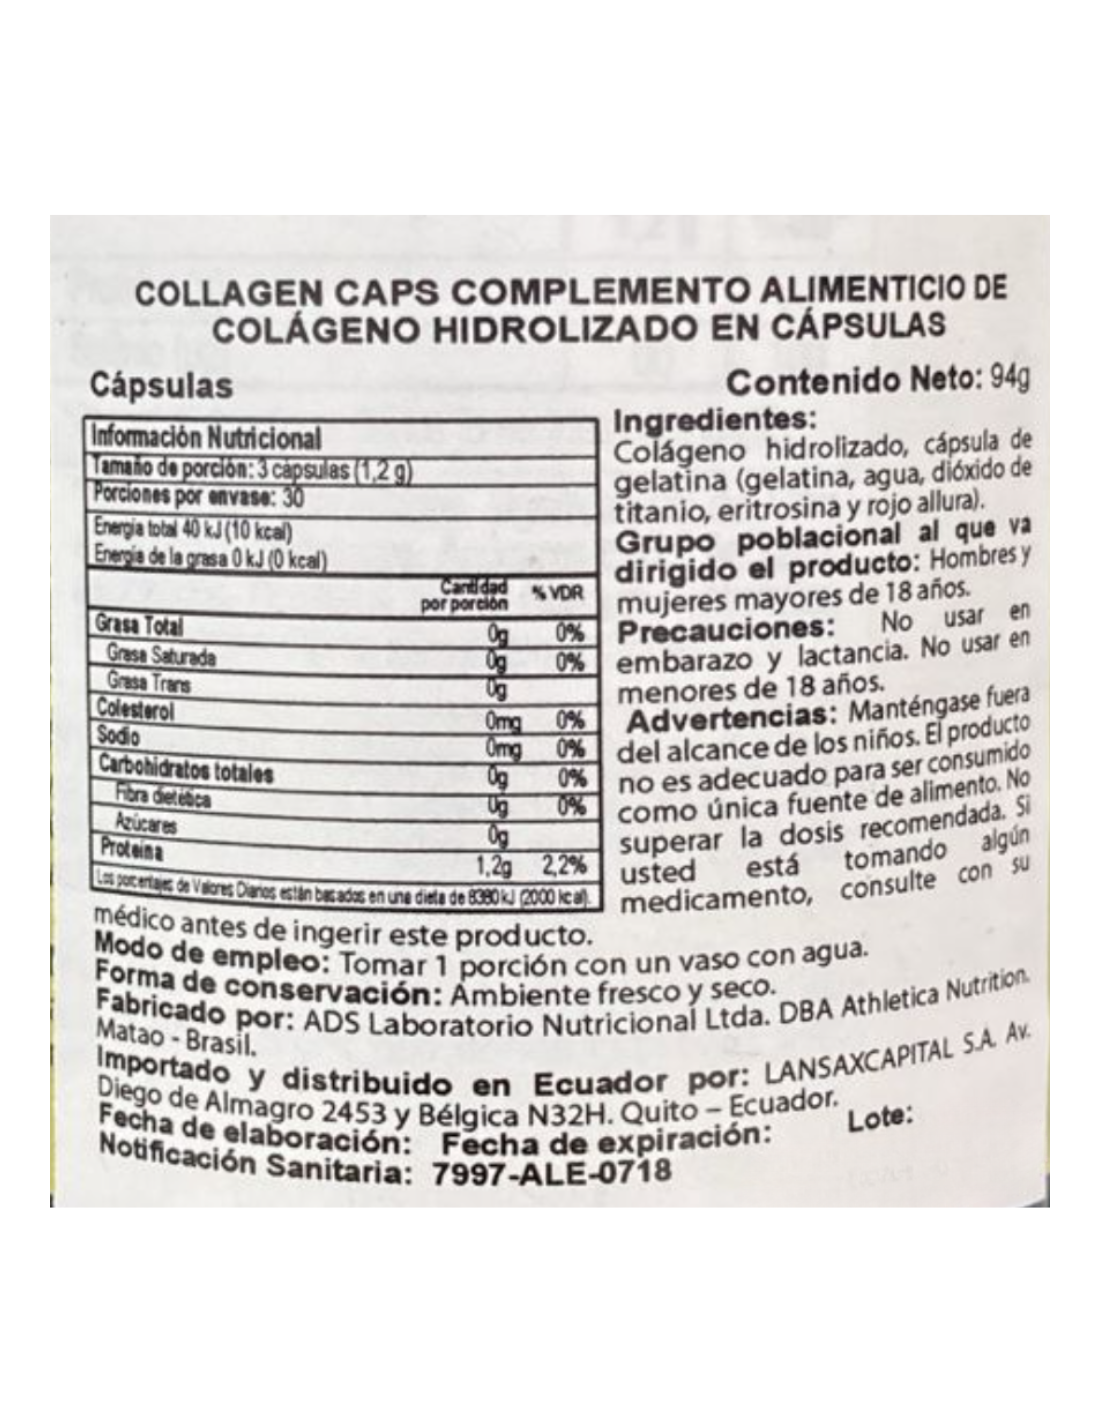 COLLAGEN CAPS COMPLEMENTO ALIMENTICIO DE
COLÁGENO HIDROLIZADO EN CÁPSULAS
Cápsulas
Contenido Neto: 94g
Información Nutricional
Tamaño de porción: 3 cápsulas (1,2 g)
Porciones por envase: 30
Energía total 40 kJ (10 kcal)
Energía de la grasa 0 kJ (0 kcal)
Cantidad
por porción % VDR
Grasa Total 0g 0%
Grasa Saturada 0g 0%
Grasa Trans 0g
Colesterol 0mg 0%
Sodio 0mg 0%
Carbohidratos totales 0g 0%
Fibra dietética 0g 0%
Azúcares 0g
Proteína 1,2g 2,2%
Los porcentajes de Valores Diarios están basados en una dieta de 8380 kJ (2000 kcal).
Ingredientes:
Colágeno hidrolizado, cápsula de
gelatina (gelatina, agua, dióxido de
titanio, eritrosina y rojo allura).
Grupo poblacional al que va
dirigido el producto: Hombres y
mujeres mayores de 18 años.
Precauciones: No usar en
embarazo y lactancia. No usar en
menores de 18 años.
Advertencias: Manténgase fuera
del alcance de los niños. El producto
no es adecuado para ser consumido
como única fuente de alimento. No
superar la dosis recomendada. Si
usted está tomando algún
medicamento, consulte con su
médico antes de ingerir este producto.
Modo de empleo: Tomar 1 porción con un vaso con agua.
Forma de conservación: Ambiente fresco y seco.
Fabricado por: ADS Laboratorio Nutricional Ltda. DBA Athletica Nutrition.
Matao - Brasil.
Importado y distribuido en Ecuador por: LANSAXCAPITAL S.A. Av.
Diego de Almagro 2453 y Bélgica N32H. Quito – Ecuador.
Fecha de elaboración: Fecha de expiración: Lote:
Notificación Sanitaria: 7997-ALE-0718